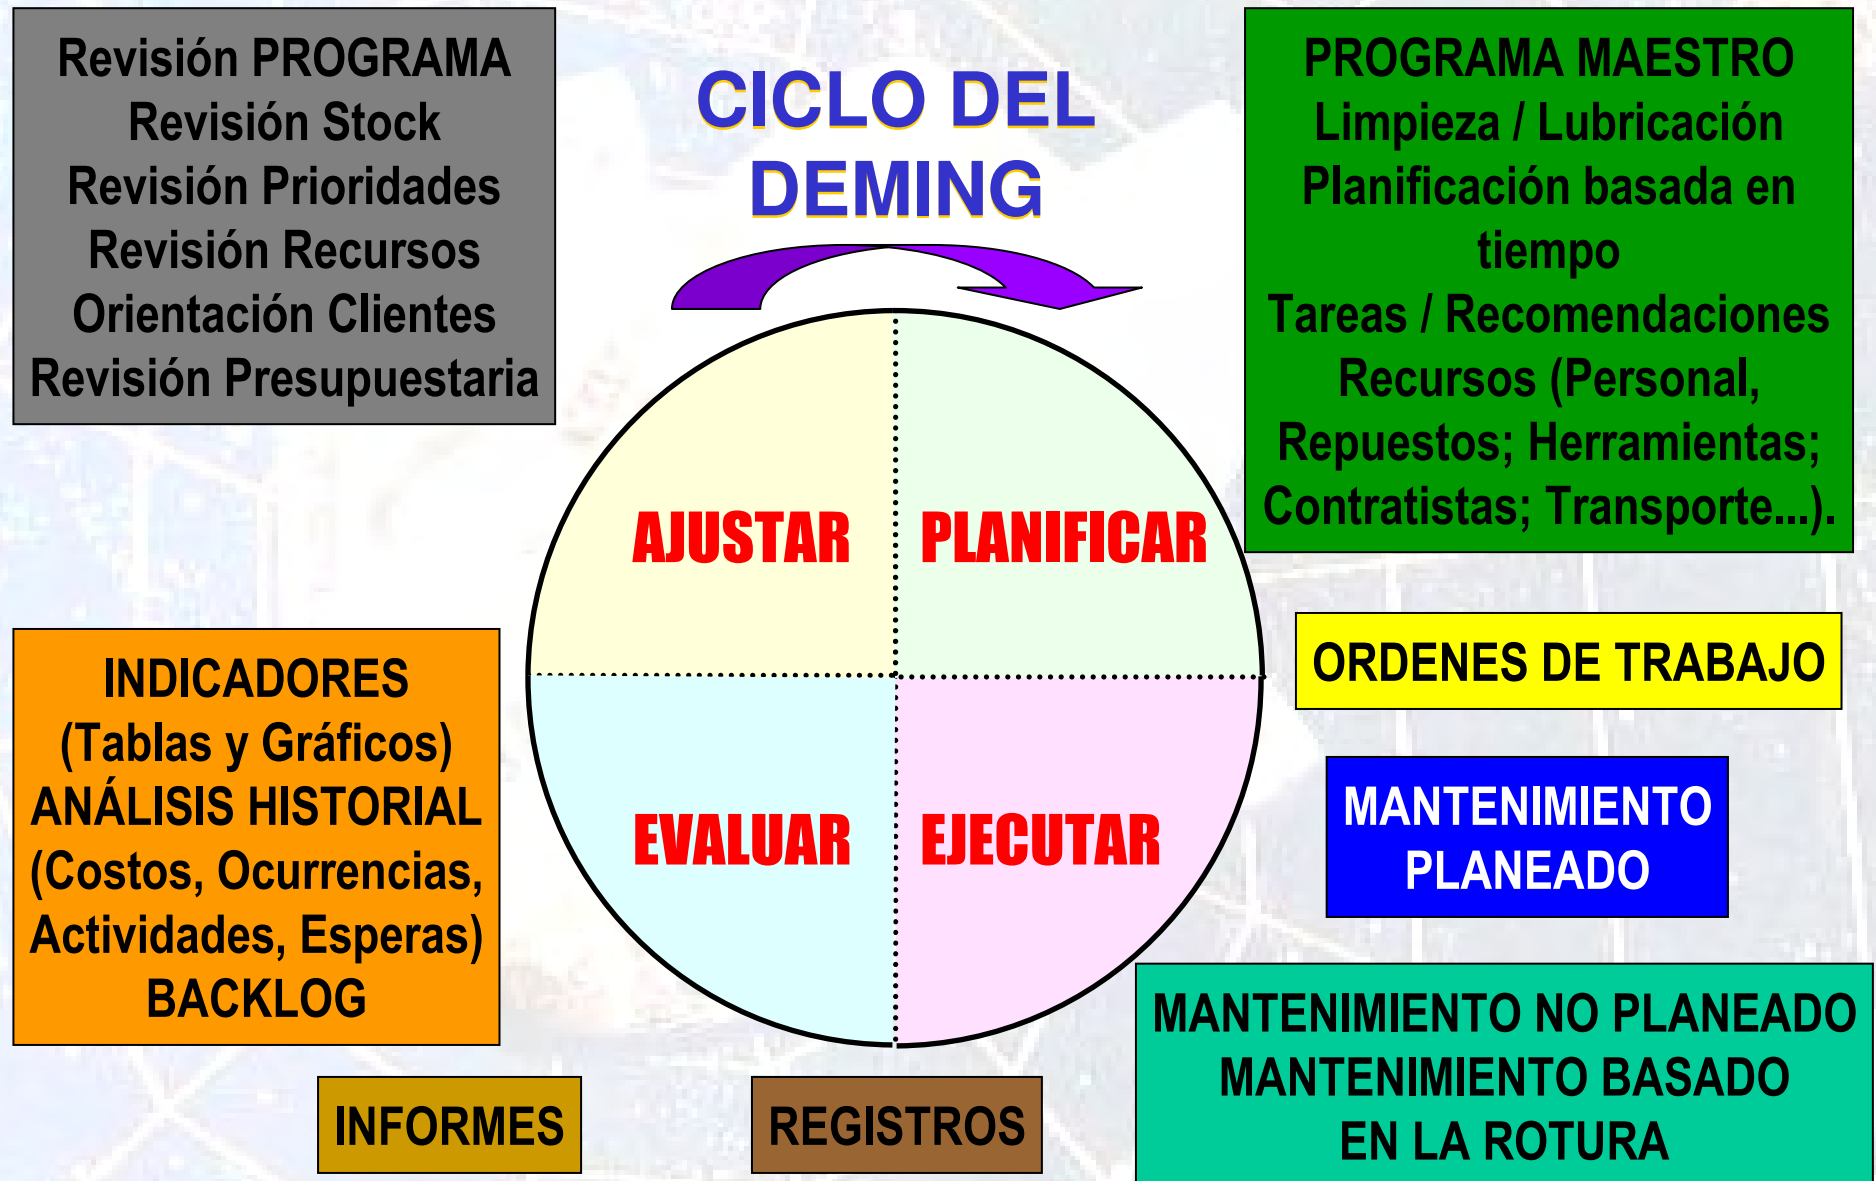 CICLO DEL
DEMING
Revisión PROGRAMA
Revisión Stock
Revisión Prioridades
Revisión Recursos
Orientación Clientes
Revisión Presupuestaria
PROGRAMA MAESTRO
Limpieza / Lubricación
Planificación basada en
tiempo
Tareas / Recomendaciones
Recursos (Personal,
Repuestos; Herramientas;
Contratistas; Transporte...).
AJUSTAR
PLANIFICAR
EVALUAR
EJECUTAR
ORDENES DE TRABAJO
MANTENIMIENTO
PLANEADO
MANTENIMIENTO NO PLANEADO
MANTENIMIENTO BASADO
EN LA ROTURA
INDICADORES
(Tablas y Gráficos)
ANÁLISIS HISTORIAL
(Costos, Ocurrencias,
Actividades, Esperas)
BACKLOG
INFORMES
REGISTROS